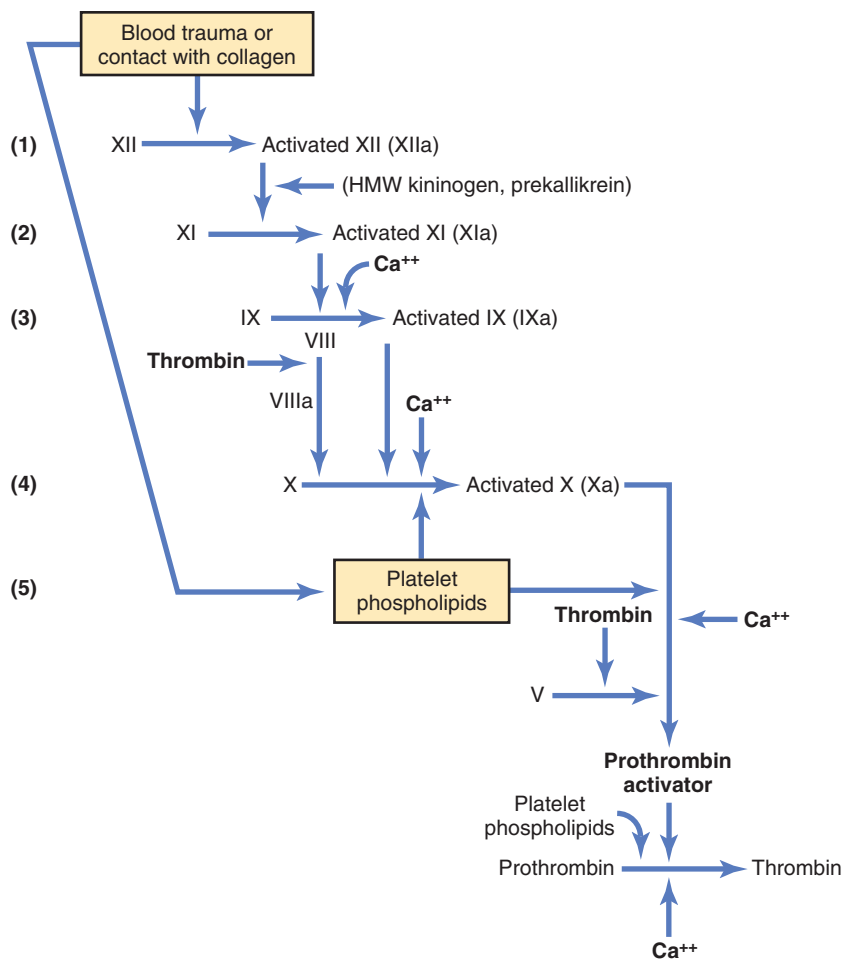 Blood trauma or
contact with collagen
(1) XII Activated XII (XIIa)
(HMW kininogen, prekallikrein)
(2) XI Activated XI (XIa)
Ca⁺⁺
(3) IX Activated IX (IXa)
VIII
Thrombin
VIIIa Ca⁺⁺
(4) X Activated X (Xa)
(5) Platelet
phospholipids
Thrombin Ca⁺⁺
V
Prothrombin
activator
Platelet
phospholipids
Prothrombin Thrombin
Ca⁺⁺